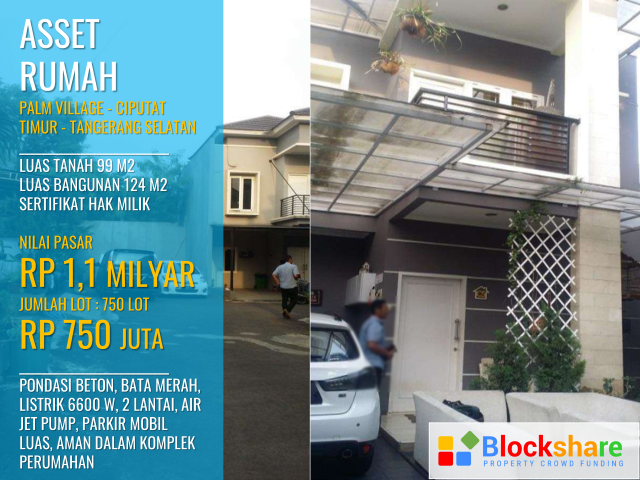 ASSET
RUMAH
PALM VILLAGE - CIPUTAT
TIMUR - TANGERANG SELATAN
LUAS TANAH 99 M2
LUAS BANGUNAN 124 M2
SERTIFIKAT HAK MILIK
NILAI PASAR
RP 1,1 MILYAR
JUMLAH LOT : 750 LOT
RP 750 JUTA
PONDASI BETON, BATA MERAH,
LISTRIK 6600 W, 2 LANTAI, AIR
JET PUMP, PARKIR MOBIL
LUAS, AMAN DALAM KOMPLEK
PERUMAHAN
Blockshare
PROPERTY CROWD FUNDING